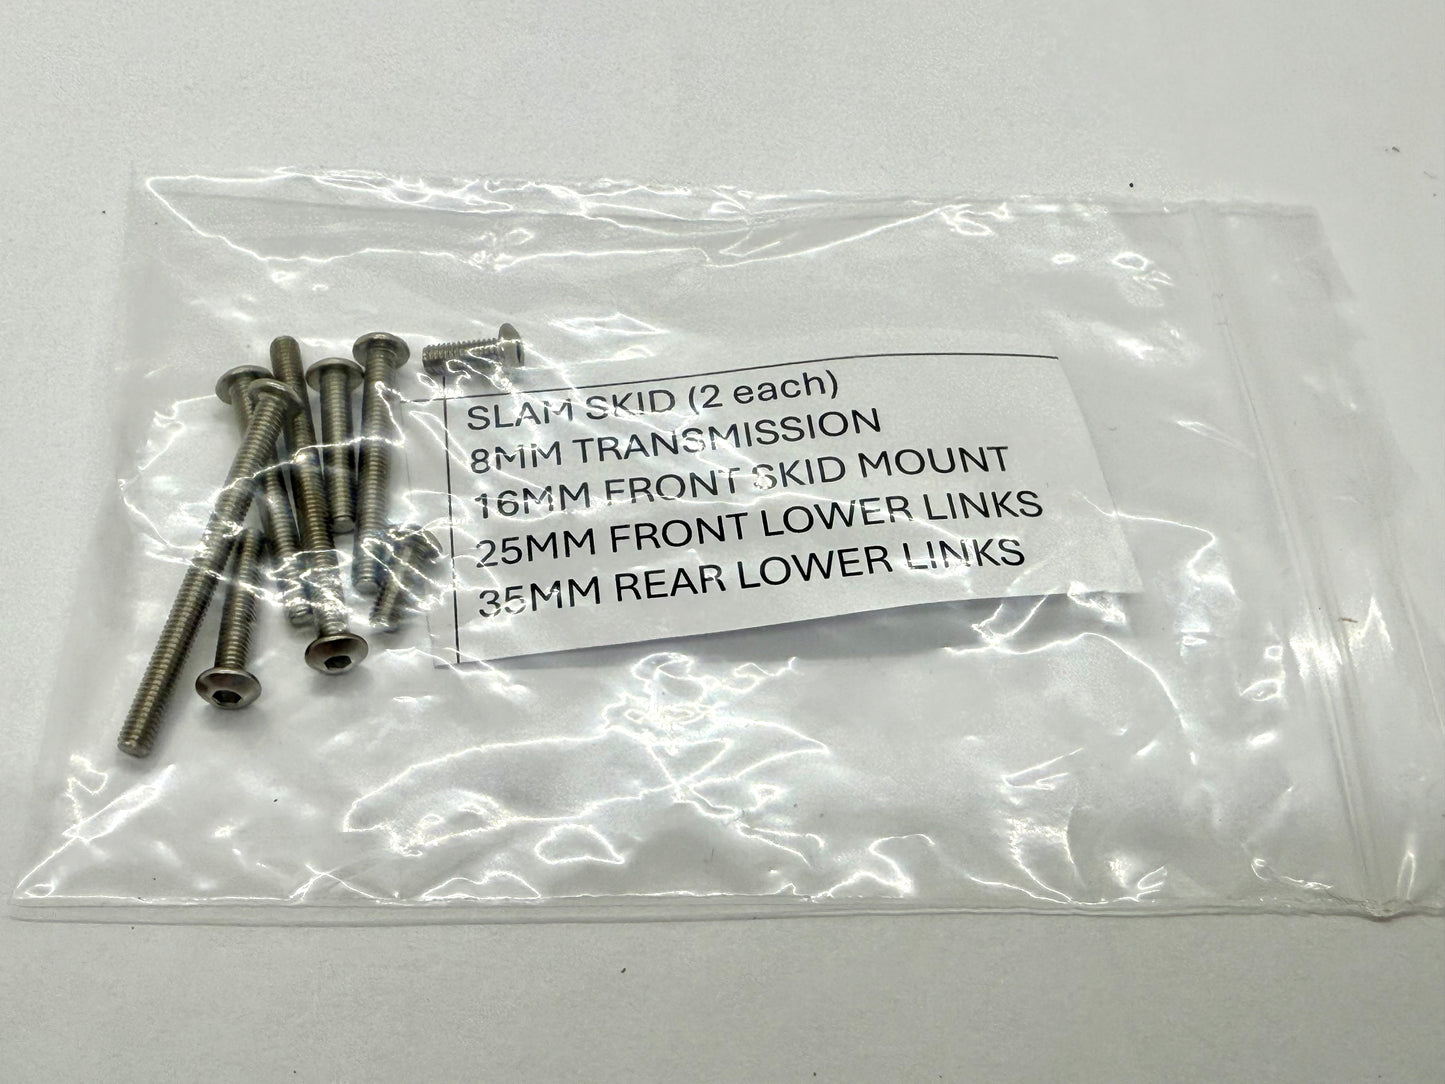 SLAM SKID (2 each)
8MM TRANSMISSION
16MM FRONT SKID MOUNT
25MM FRONT LOWER LINKS
35MM REAR LOWER LINKS